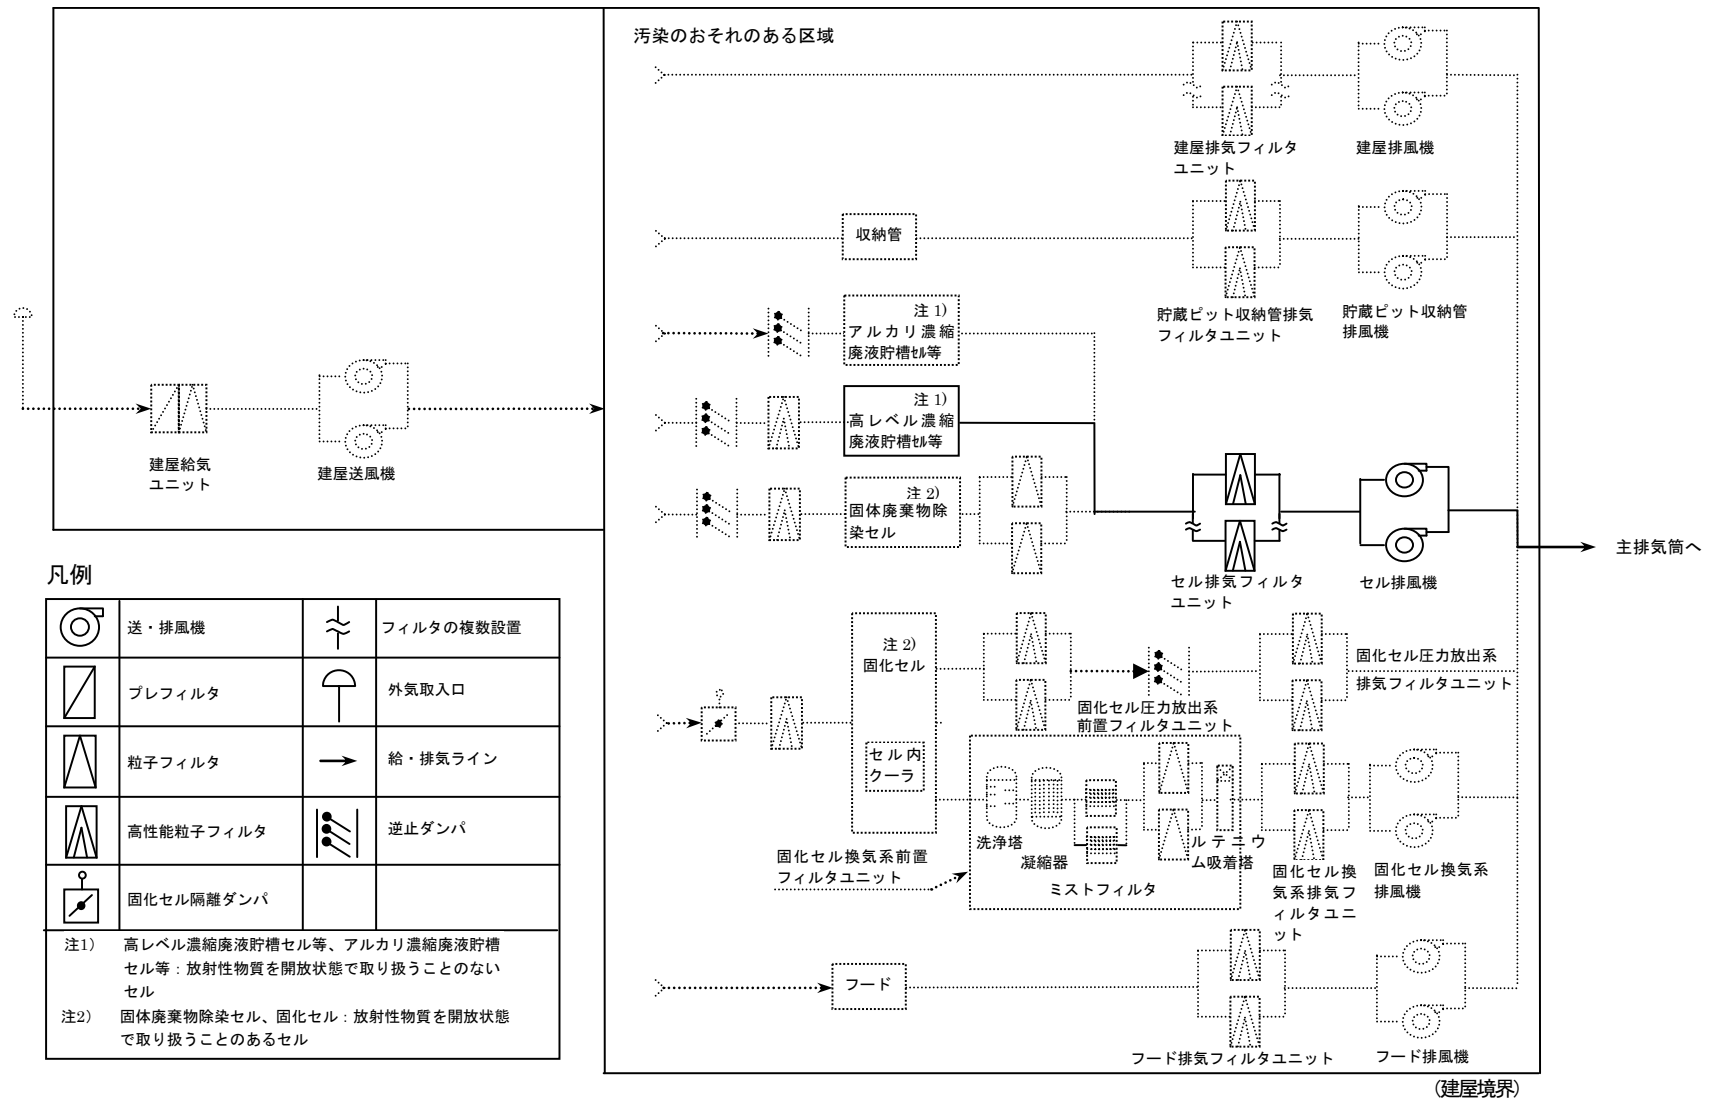 汚染のおそれのある区域
建屋排気フィルタ
ユニット
建屋排風機
収納管
貯蔵ピット収納管排気
フィルタユニット
貯蔵ピット収納管
排風機
注 1)
アルカリ濃縮
廃液貯槽ｾﾙ等
注 1)
高レベル濃縮
廃液貯槽ｾﾙ等
建屋給気
ユニット
建屋送風機
注 2)
固体廃棄物除
染セル
セル排気フィルタ
ユニット
セル排風機
主排気筒へ
注 2)
固化セル
セル内
クーラ
固化セル圧力放出系
前置フィルタユニット
固化セル圧力放出系
排気フィルタユニット
洗浄塔
凝縮器
ミストフィルタ
ルテニウ
ム吸着塔
固化セル換気系前置
フィルタユニット
固化セル換
気系排気フ
ィルタユニ
ット
固化セル換気系
排風機
フード
フード排気フィルタユニット
フード排風機
(建屋境界)
凡例
送・排風機
フィルタの複数設置
プレフィルタ
外気取入口
粒子フィルタ
給・排気ライン
高性能粒子フィルタ
逆止ダンパ
固化セル隔離ダンパ
注1) 高レベル濃縮廃液貯槽セル等、アルカリ濃縮廃液貯槽
セル等：放射性物質を開放状態で取り扱うことのない
セル
注2) 固体廃棄物除染セル、固化セル：放射性物質を開放状態
で取り扱うことのあるセル